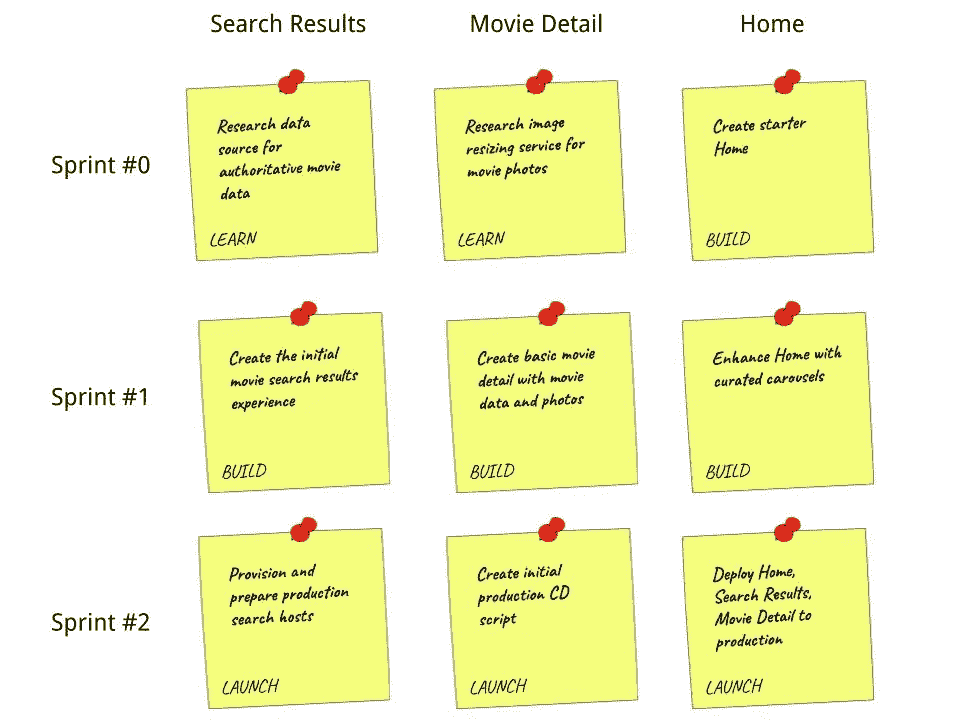 Search Results
Movie Detail
Home
Sprint #0
Research data
source for
authoritative movie
data
LEARN
Research image
resizing service for
movie photos
LEARN
Create starter
Home
BUILD
Sprint #1
Create the initial
movie search results
experience
BUILD
Create basic movie
detail with movie
data and photos
BUILD
Enhance Home with
curated carousels
BUILD
Sprint #2
Provision and
prepare production
search hosts
LAUNCH
Create initial
production CD
script
LAUNCH
Deploy Home,
Search Results,
Movie Detail to
production
LAUNCH